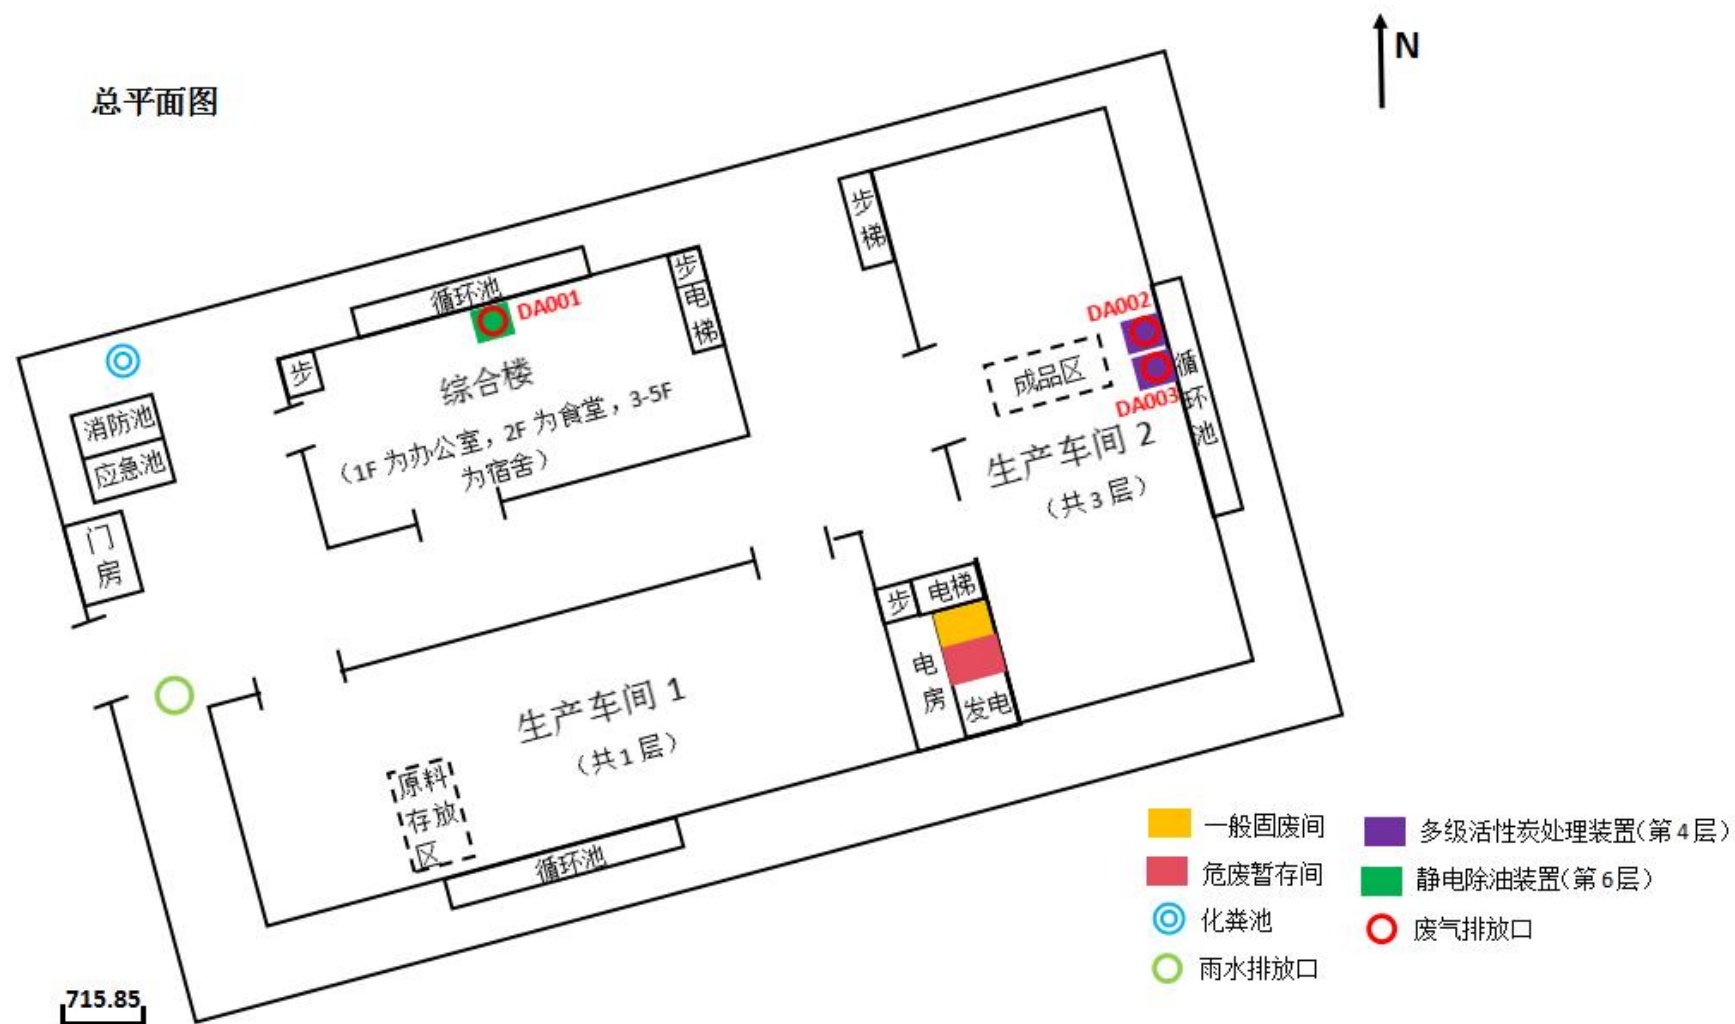 N
总平面图
步
梯
循环池
DA001
步
电
梯
步
综合楼
（1F 为办公室，2F 为食堂，3-5F
为宿舍）
DA002
DA003
成品区
循
环
池
生产车间 2
（共 3 层）
消防池
应急池
门
房
步
电梯
电
房
发电
生产车间 1
（共 1 层）
原料
存放
区
循环池
一般固废间
危废暂存间
化粪池
雨水排放口
多级活性炭处理装置（第 4 层）
静电除油装置（第 6 层）
废气排放口
715.85